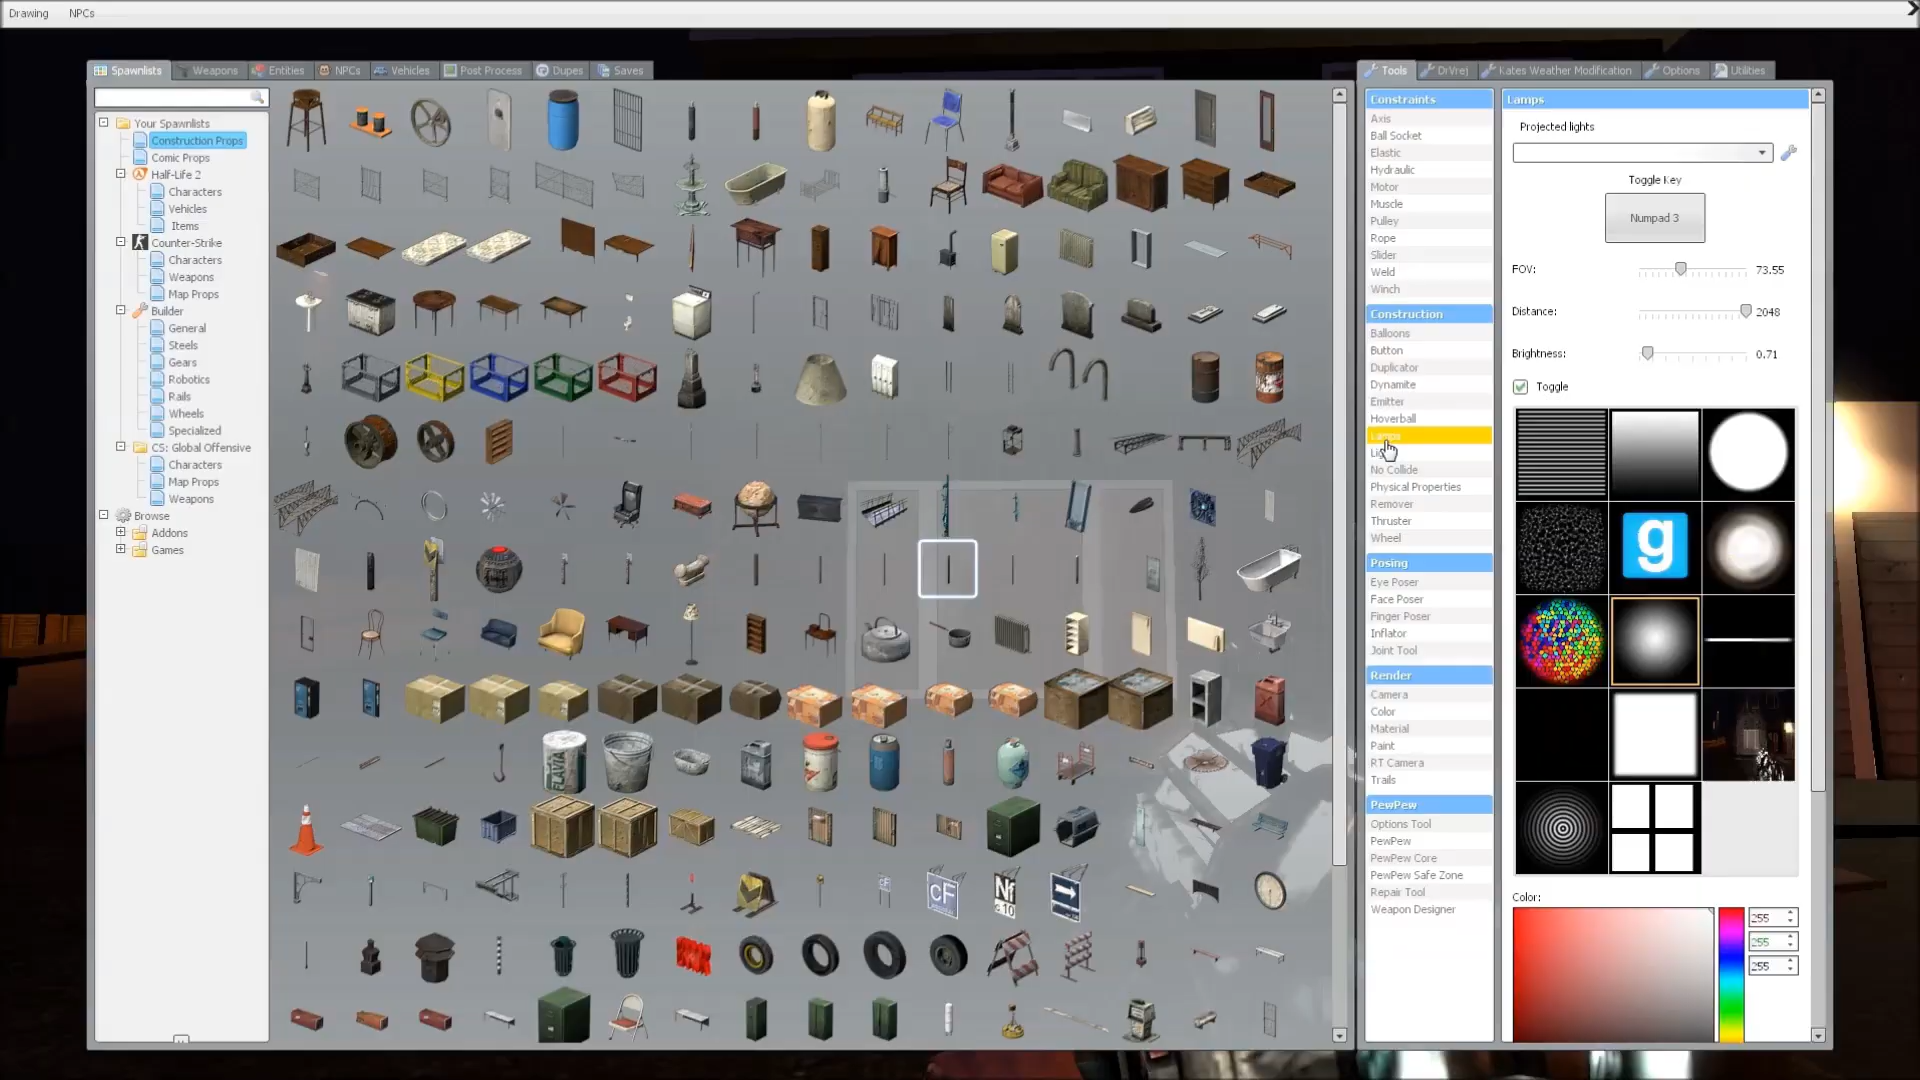 Drawing NPCs
Spawnlists Weapons Entities NPCs Vehicles Post Process Dupes Saves
Your Spawnlists
Construction Props
Comic Props
Half-Life 2
Characters
Vehicles
Items
Counter-Strike
Characters
Weapons
Map Props
Builder
General
Steels
Gears
Robotics
Rails
Wheels
Specialized
CS: Global Offensive
Characters
Map Props
Weapons
Browse
Addons
Games
FLAVIA
CF
Nf
c.10
cF
Tools DrVrej Kates Weather Modification Options Utilities
Constraints
Axis
Ball Socket
Elastic
Hydraulic
Motor
Muscle
Pulley
Rope
Slider
Weld
Winch
Construction
Balloons
Button
Duplicator
Dynamite
Emitter
Hoverball
Lamps
No Collide
Physical Properties
Remover
Thruster
Wheel
Posing
Eye Poser
Face Poser
Finger Poser
Inflator
Joint Tool
Render
Camera
Color
Material
Paint
RT Camera
Trails
PewPew
Options Tool
PewPew
PewPew Core
PewPew Safe Zone
Repair Tool
Weapon Designer
Lamps
Projected lights
Toggle Key
Numpad 3
FOV: 73.55
Distance: 2048
Brightness: 0.71
Toggle
g
Color:
255
255
255